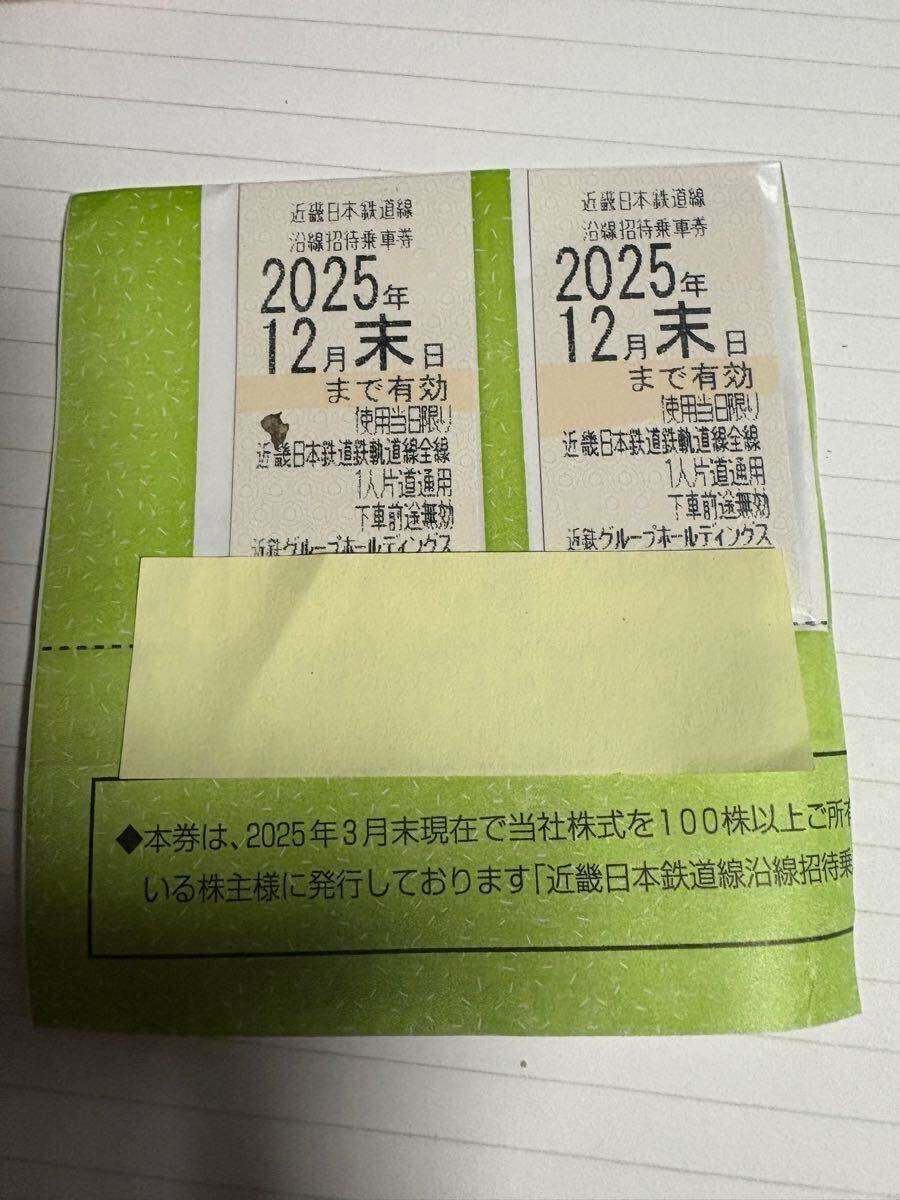 近畿日本鉄道線
沿線招待乗車券
2025年
12月末日
まで有効
使用当日限り
近畿日本鉄道鉄軌道線全線
1人片道通用
下車前途無効
近鉄グループホールディングス
近畿日本鉄道線
沿線招待乗車券
2025年
12月末日
まで有効
使用当日限り
近畿日本鉄道鉄軌道線全線
1人片道通用
下車前途無効
近鉄グループホールディングス
◆本券は、2025年3月末現在で当社株式を100株以上ご所有
いる株主様に発行しております「近畿日本鉄道線沿線招待乗